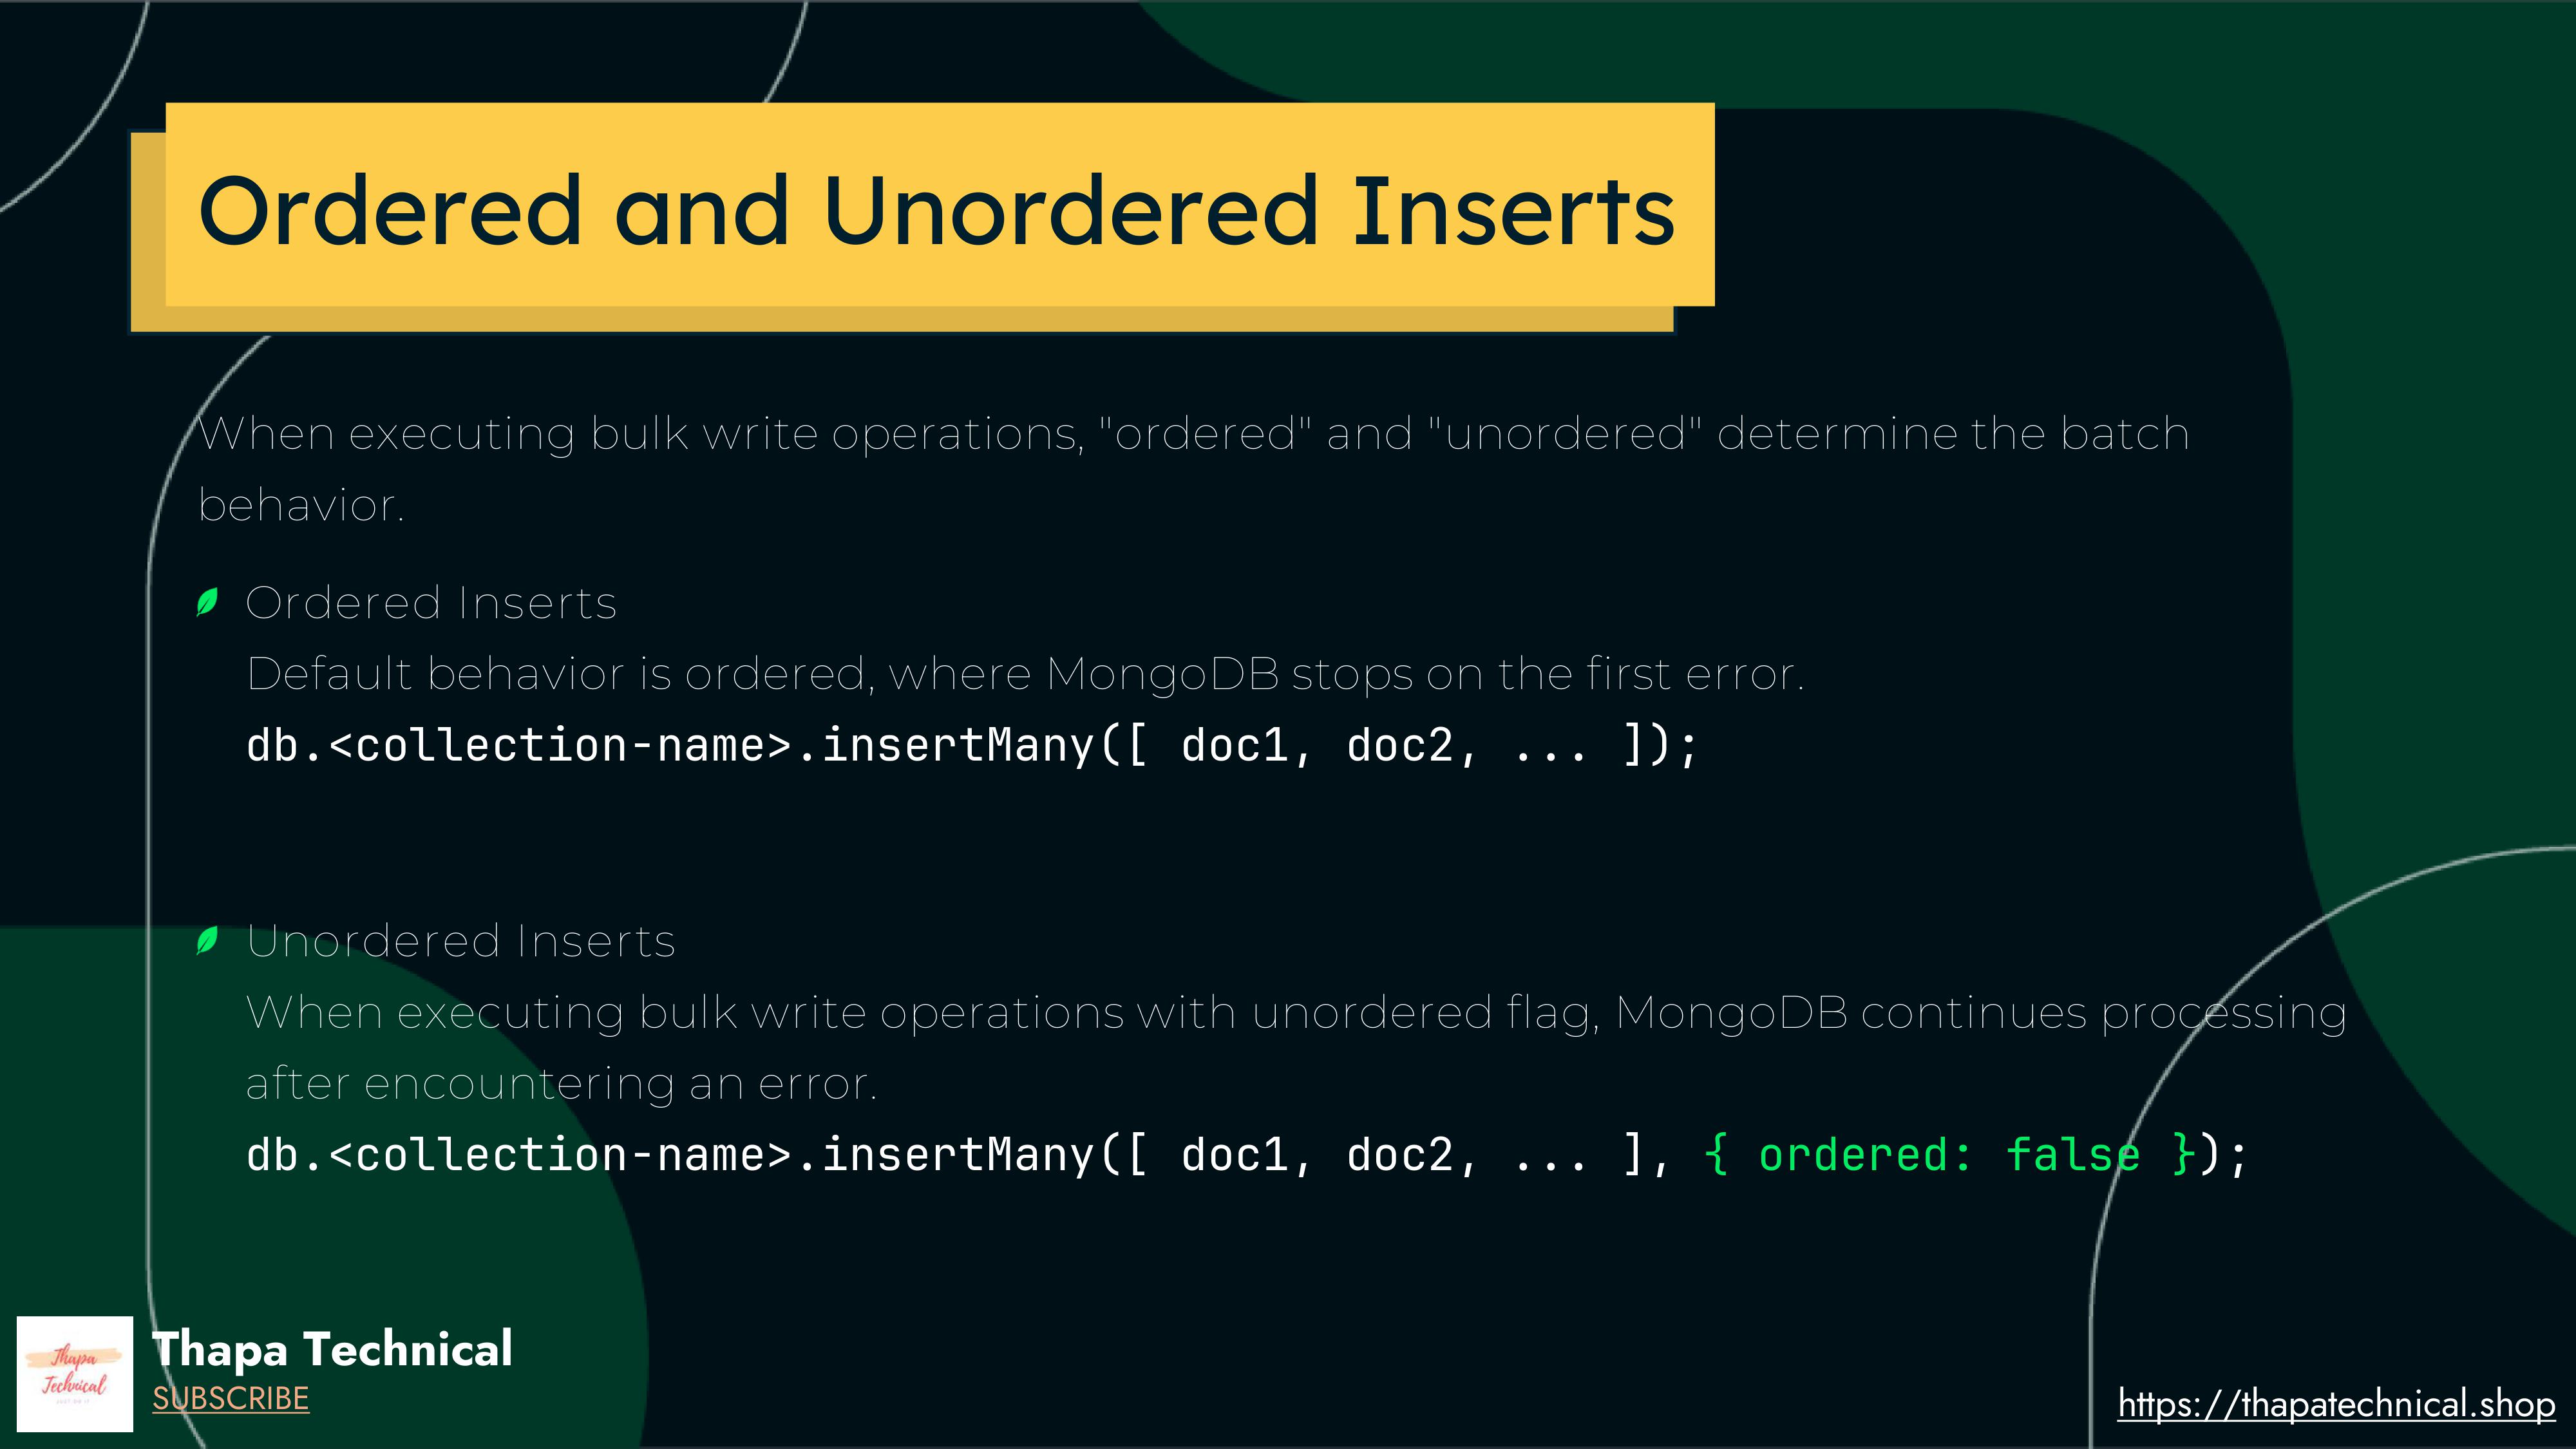 Ordered and Unordered Inserts
When executing bulk write operations, "ordered" and "unordered" determine the batch
behavior.
Ordered Inserts
Default behavior is ordered, where MongoDB stops on the first error.
db.<collection-name>.insertMany([ doc1, doc2, ... ]);
Unordered Inserts
When executing bulk write operations with unordered flag, MongoDB continues processing
after encountering an error.
db.<collection-name>.insertMany([ doc1, doc2, ... ], { ordered: false });
Thapa
Technical
Thapa Technical
SUBSCRIBE
https://thapatechnical.shop